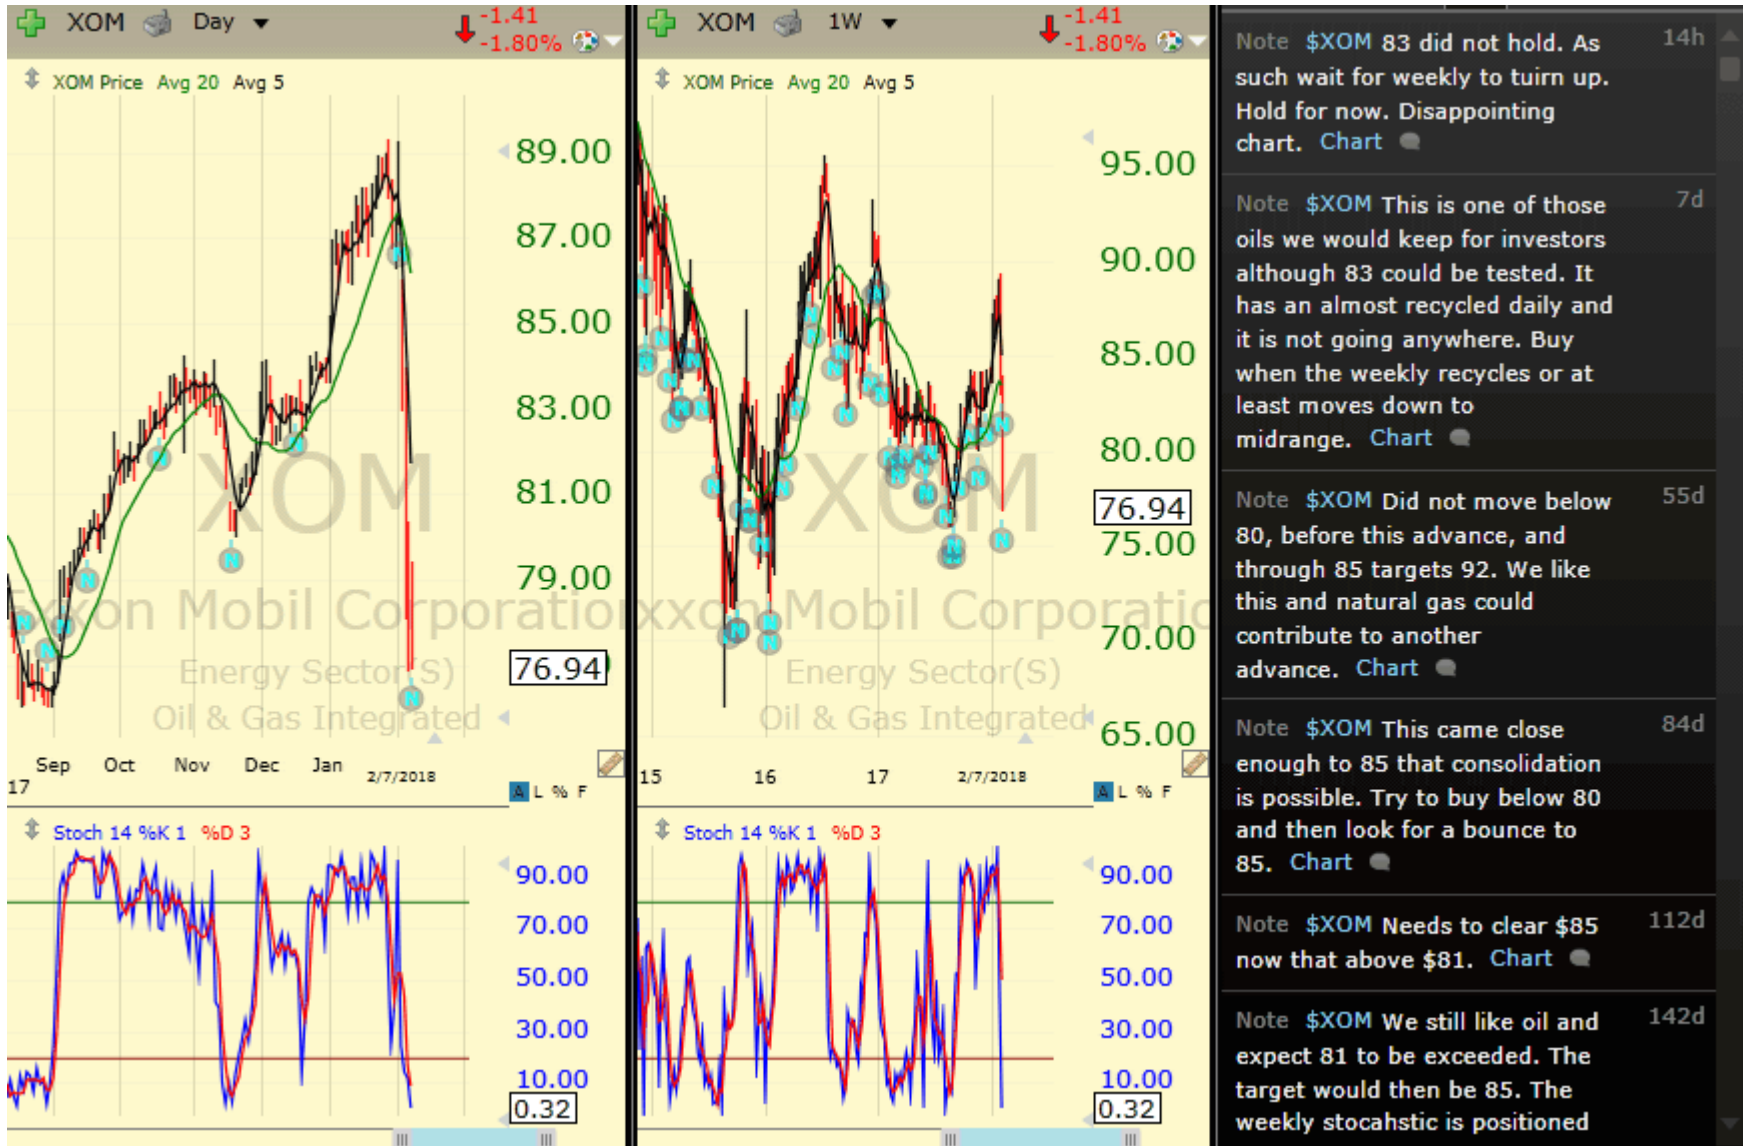 XOM Day
-1.41
-1.80%
XOM Price Avg 20 Avg 5
89.00
87.00
85.00
83.00
81.00
79.00
76.94
XOM
Exxon Mobil Corporation
Energy Sector(S)
Oil & Gas Integrated
Sep Oct Nov Dec Jan 2/7/2018
17
A L % F
Stoch 14 %K 1 %D 3
90.00
70.00
50.00
30.00
10.00
0.32
XOM 1W
-1.41
-1.80%
XOM Price Avg 20 Avg 5
95.00
90.00
85.00
80.00
76.94
75.00
70.00
65.00
XOM
xxon Mobil Corporatio
Energy Sector(S)
Oil & Gas Integrated
15 16 17 2/7/2018
A L % F
Stoch 14 %K 1 %D 3
90.00
70.00
50.00
30.00
10.00
0.32
Note $XOM 83 did not hold. As 14h
such wait for weekly to tuirn up.
Hold for now. Disappointing
chart. Chart
Note $XOM This is one of those 7d
oils we would keep for investors
although 83 could be tested. It
has an almost recycled daily and
it is not going anywhere. Buy
when the weekly recycles or at
least moves down to
midrange. Chart
Note $XOM Did not move below 55d
80, before this advance, and
through 85 targets 92. We like
this and natural gas could
contribute to another
advance. Chart
Note $XOM This came close 84d
enough to 85 that consolidation
is possible. Try to buy below 80
and then look for a bounce to
85. Chart
Note $XOM Needs to clear $85 112d
now that above $81. Chart
Note $XOM We still like oil and 142d
expect 81 to be exceeded. The
target would then be 85. The
weekly stocahstic is positioned